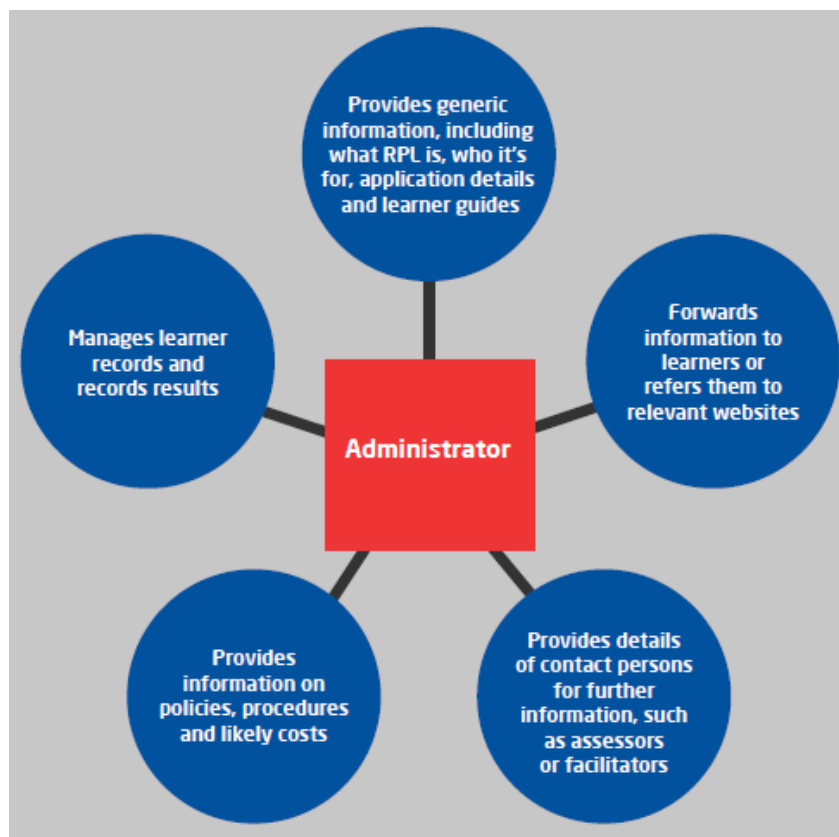 Provides generic
information, including
what RPL is, who it's
for, application details
and learner guides
Manages learner
records and
records results
Forwards
information to
learners or
refers them to
relevant websites
Administrator
Provides
information on
policies, procedures
and likely costs
Provides details
of contact persons
for further
information, such
as assessors
or facilitators